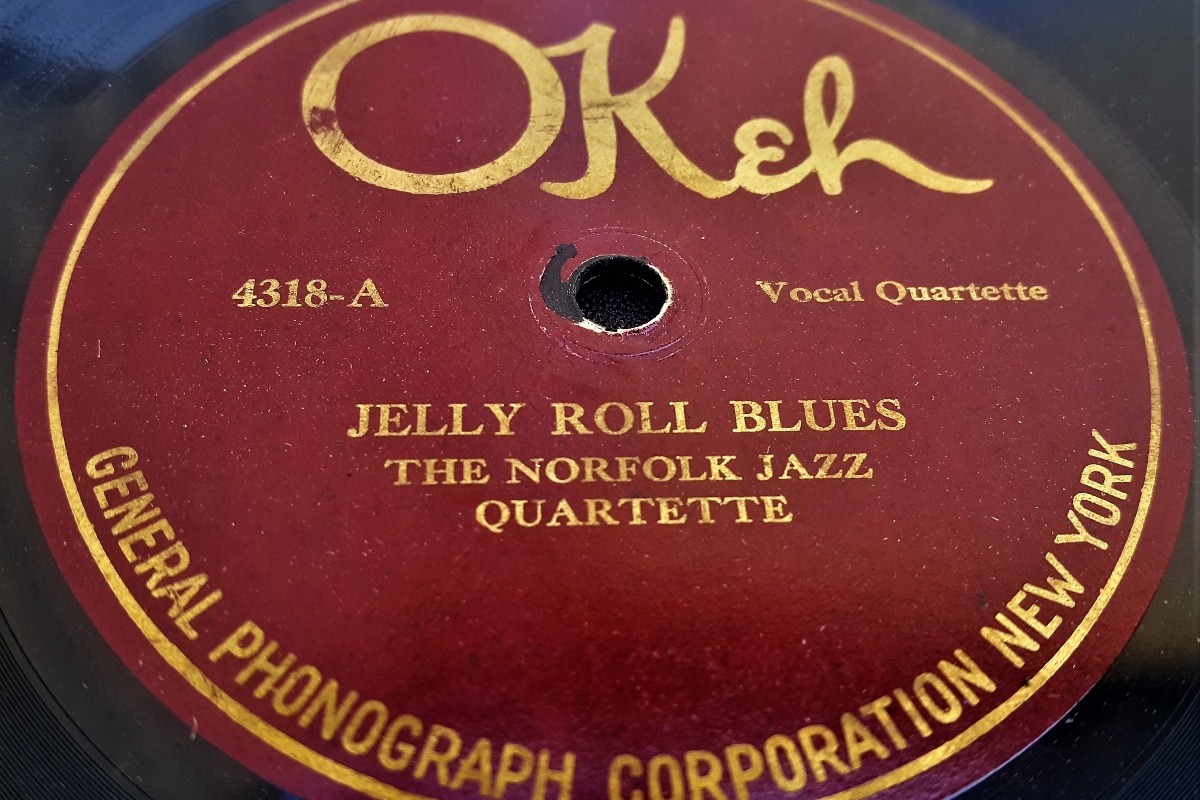 OKeh
4318-A
Vocal Quartette
JELLY ROLL BLUES
THE NORFOLK JAZZ
QUARTETTE
GENERAL PHONOGRAPH CORPORATION NEW YORK